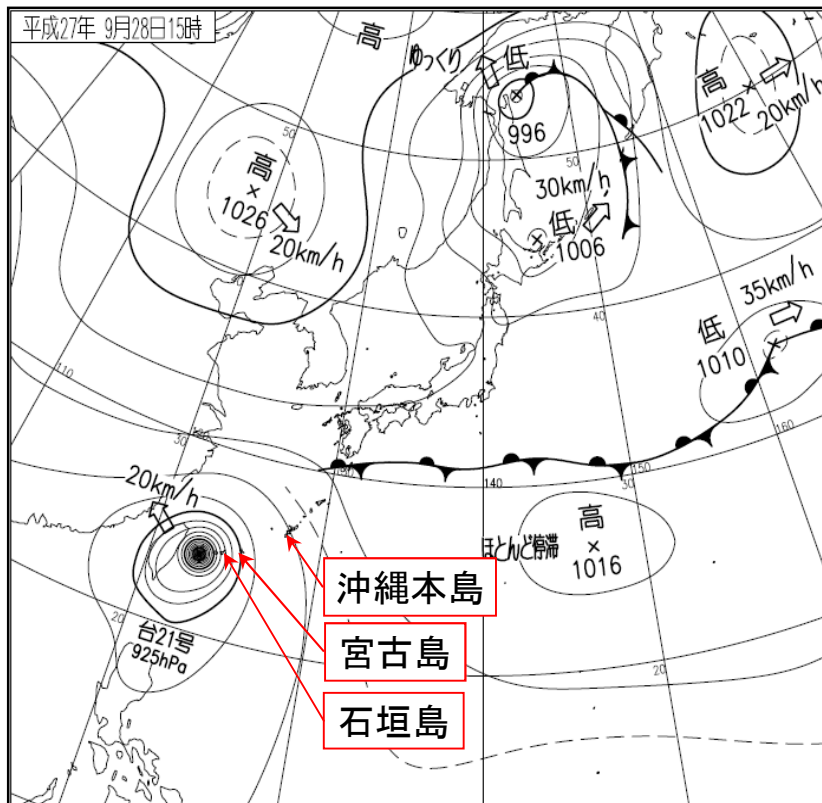 平成27年 9月28日15時
高
ゆっくり
低
996
高
1022
20km/h
高
1026
20km/h
50
160
50
30km/h
低
1006
40
35km/h
低
1010
160
110
30
150
140
30
20km/h
高
ほとんど停滞
1016
沖縄本島
宮古島
石垣島
台21号
925hPa
20
20